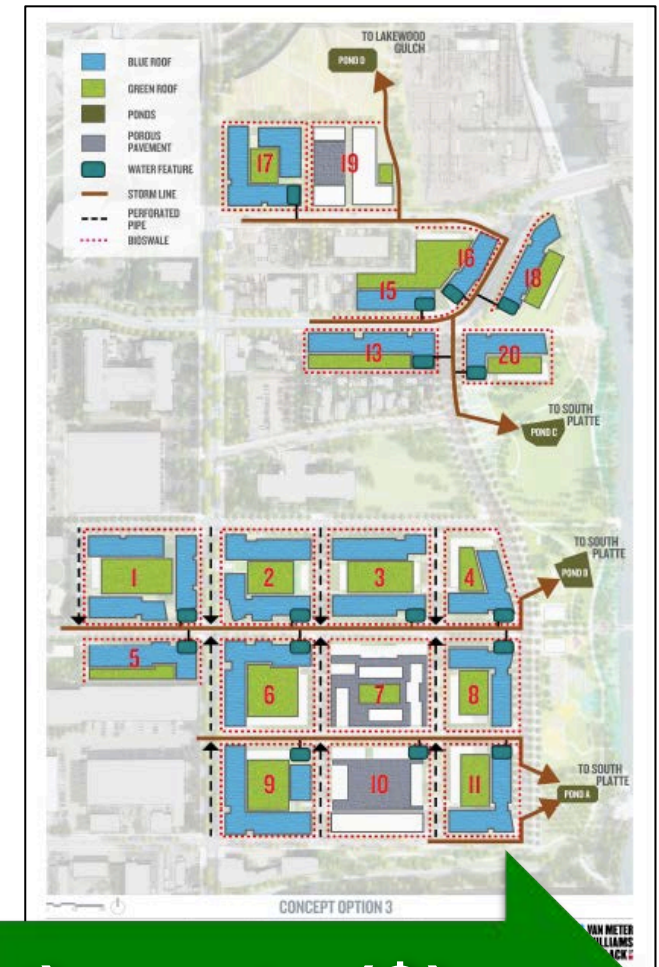 BLUE ROOF
GREEN ROOF
PONDS
POROUS
PAVEMENT
WATER FEATURE
STORM LINE
PERFORATED
PIPE
BIOSWALE
TO LAKEWOOD
GULCH
POND D
17
19
16
18
15
13
20
TO SOUTH
PLATTE
POND C
1
2
3
4
TO SOUTH
PLATTE
POND B
5
6
7
8
9
10
11
TO SOUTH
PLATTE
POND A
CONCEPT OPTION 3
VAN METER